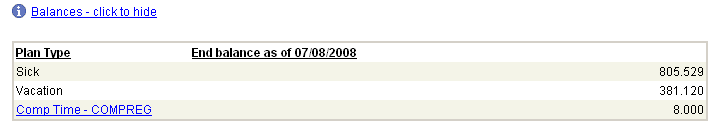 Balances - click to hide
Plan Type End balance as of 07/08/2008
Sick 805.529
Vacation 381.120
Comp Time - COMPREG 8.000